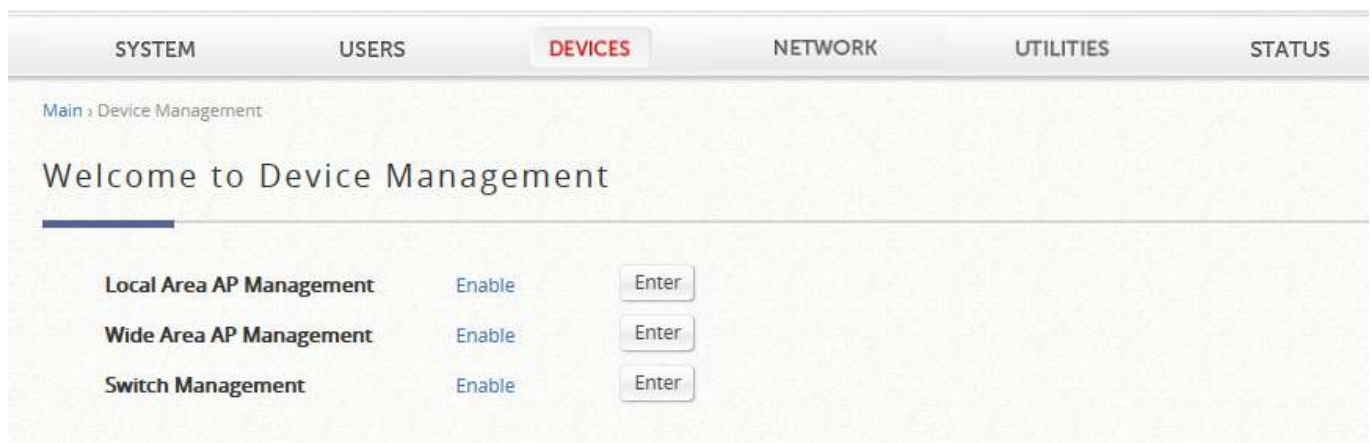 SYSTEM USERS DEVICES NETWORK UTILITIES STATUS
Main › Device Management
Welcome to Device Management
Local Area AP Management Enable Enter
Wide Area AP Management Enable Enter
Switch Management Enable Enter